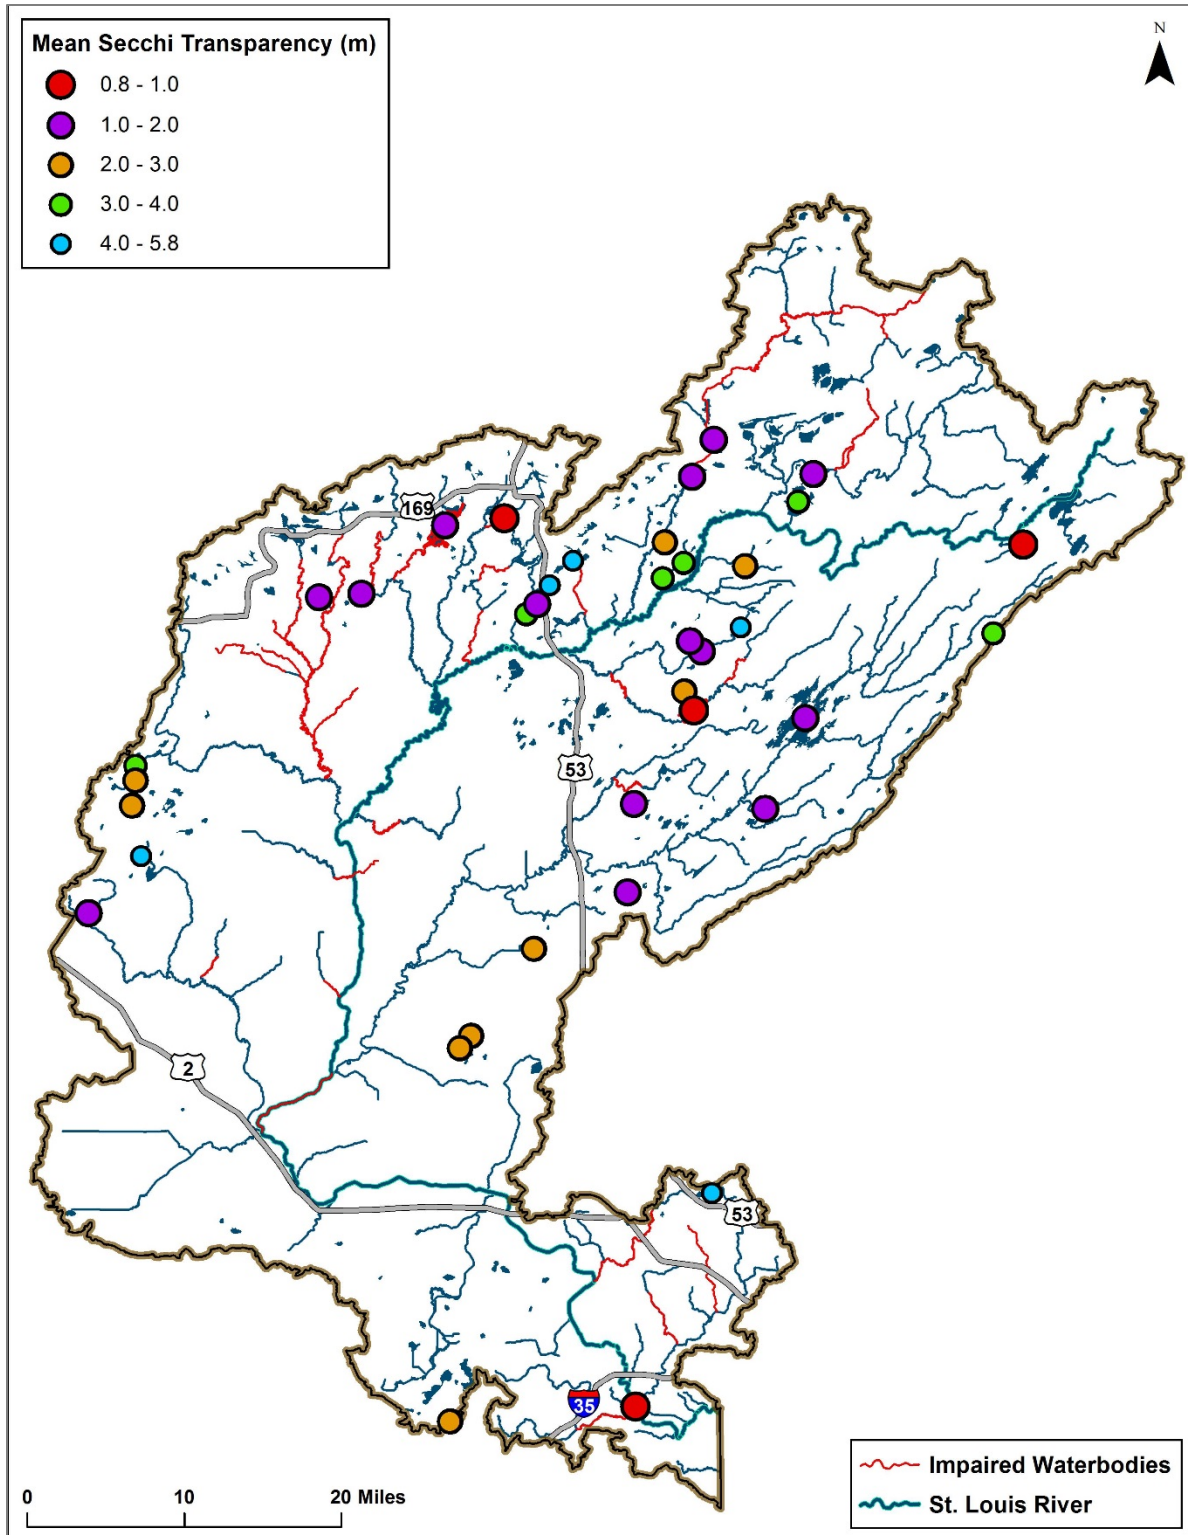 Mean Secchi Transparency (m)
0.8 - 1.0
1.0 - 2.0
2.0 - 3.0
3.0 - 4.0
4.0 - 5.8
N
169
53
2
53
35
0 10 20 Miles
Impaired Waterbodies
St. Louis River